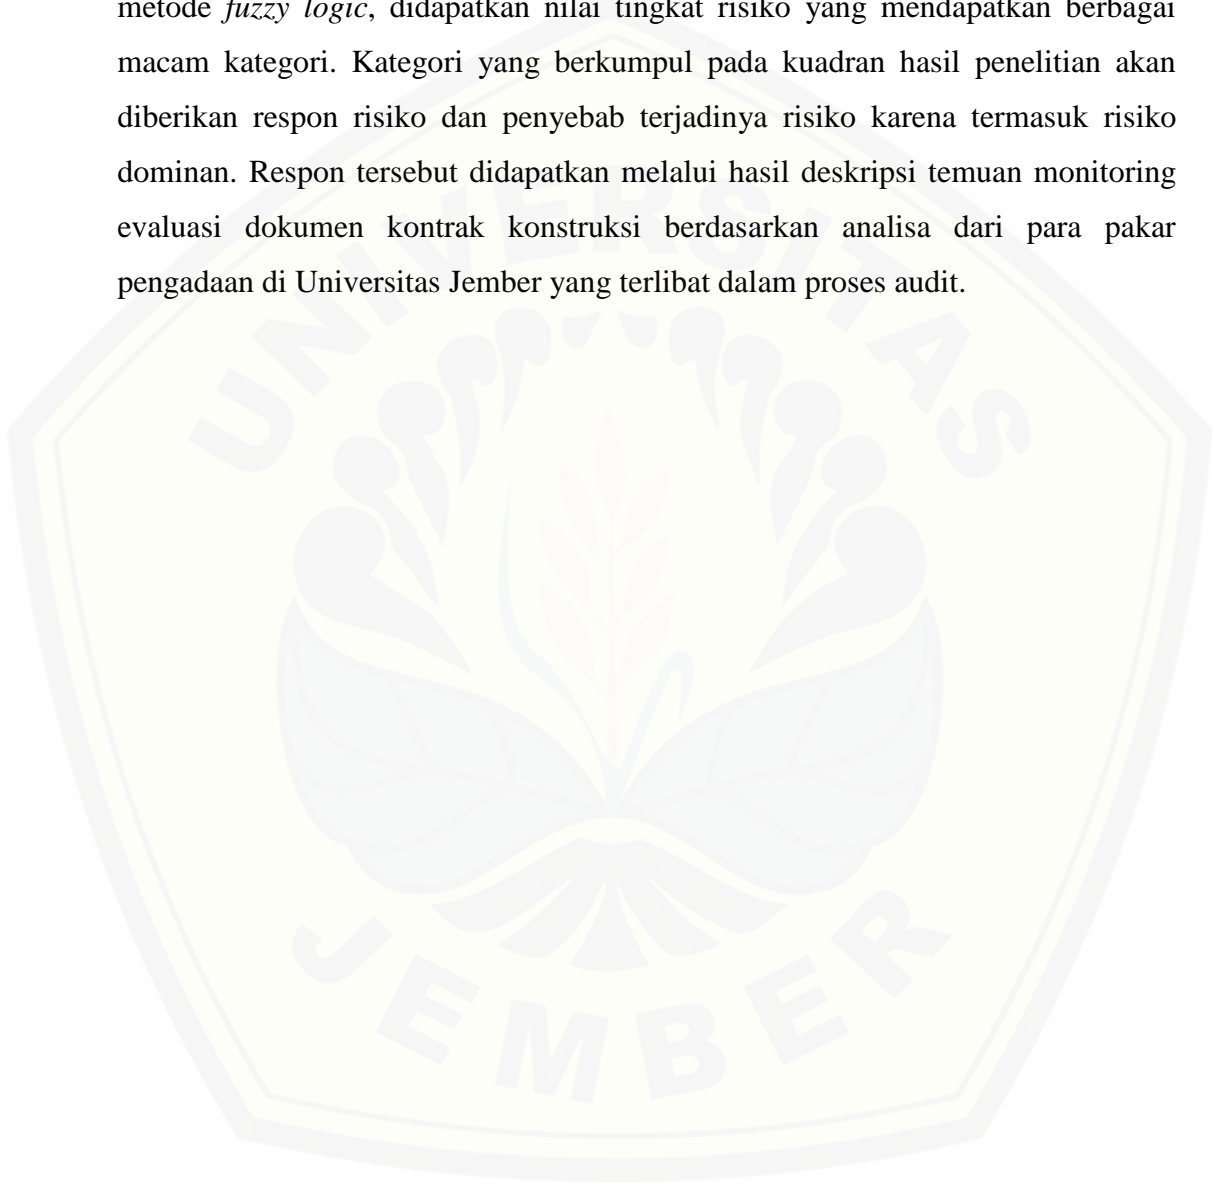 metode fuzzy logic, didapatkan nilai tingkat risiko yang mendapatkan berbagai
macam kategori. Kategori yang berkumpul pada kuadran hasil penelitian akan
diberikan respon risiko dan penyebab terjadinya risiko karena termasuk risiko
dominan. Respon tersebut didapatkan melalui hasil deskripsi temuan monitoring
evaluasi dokumen kontrak konstruksi berdasarkan analisa dari para pakar
pengadaan di Universitas Jember yang terlibat dalam proses audit.
UNIVERSITAS
JEMBER